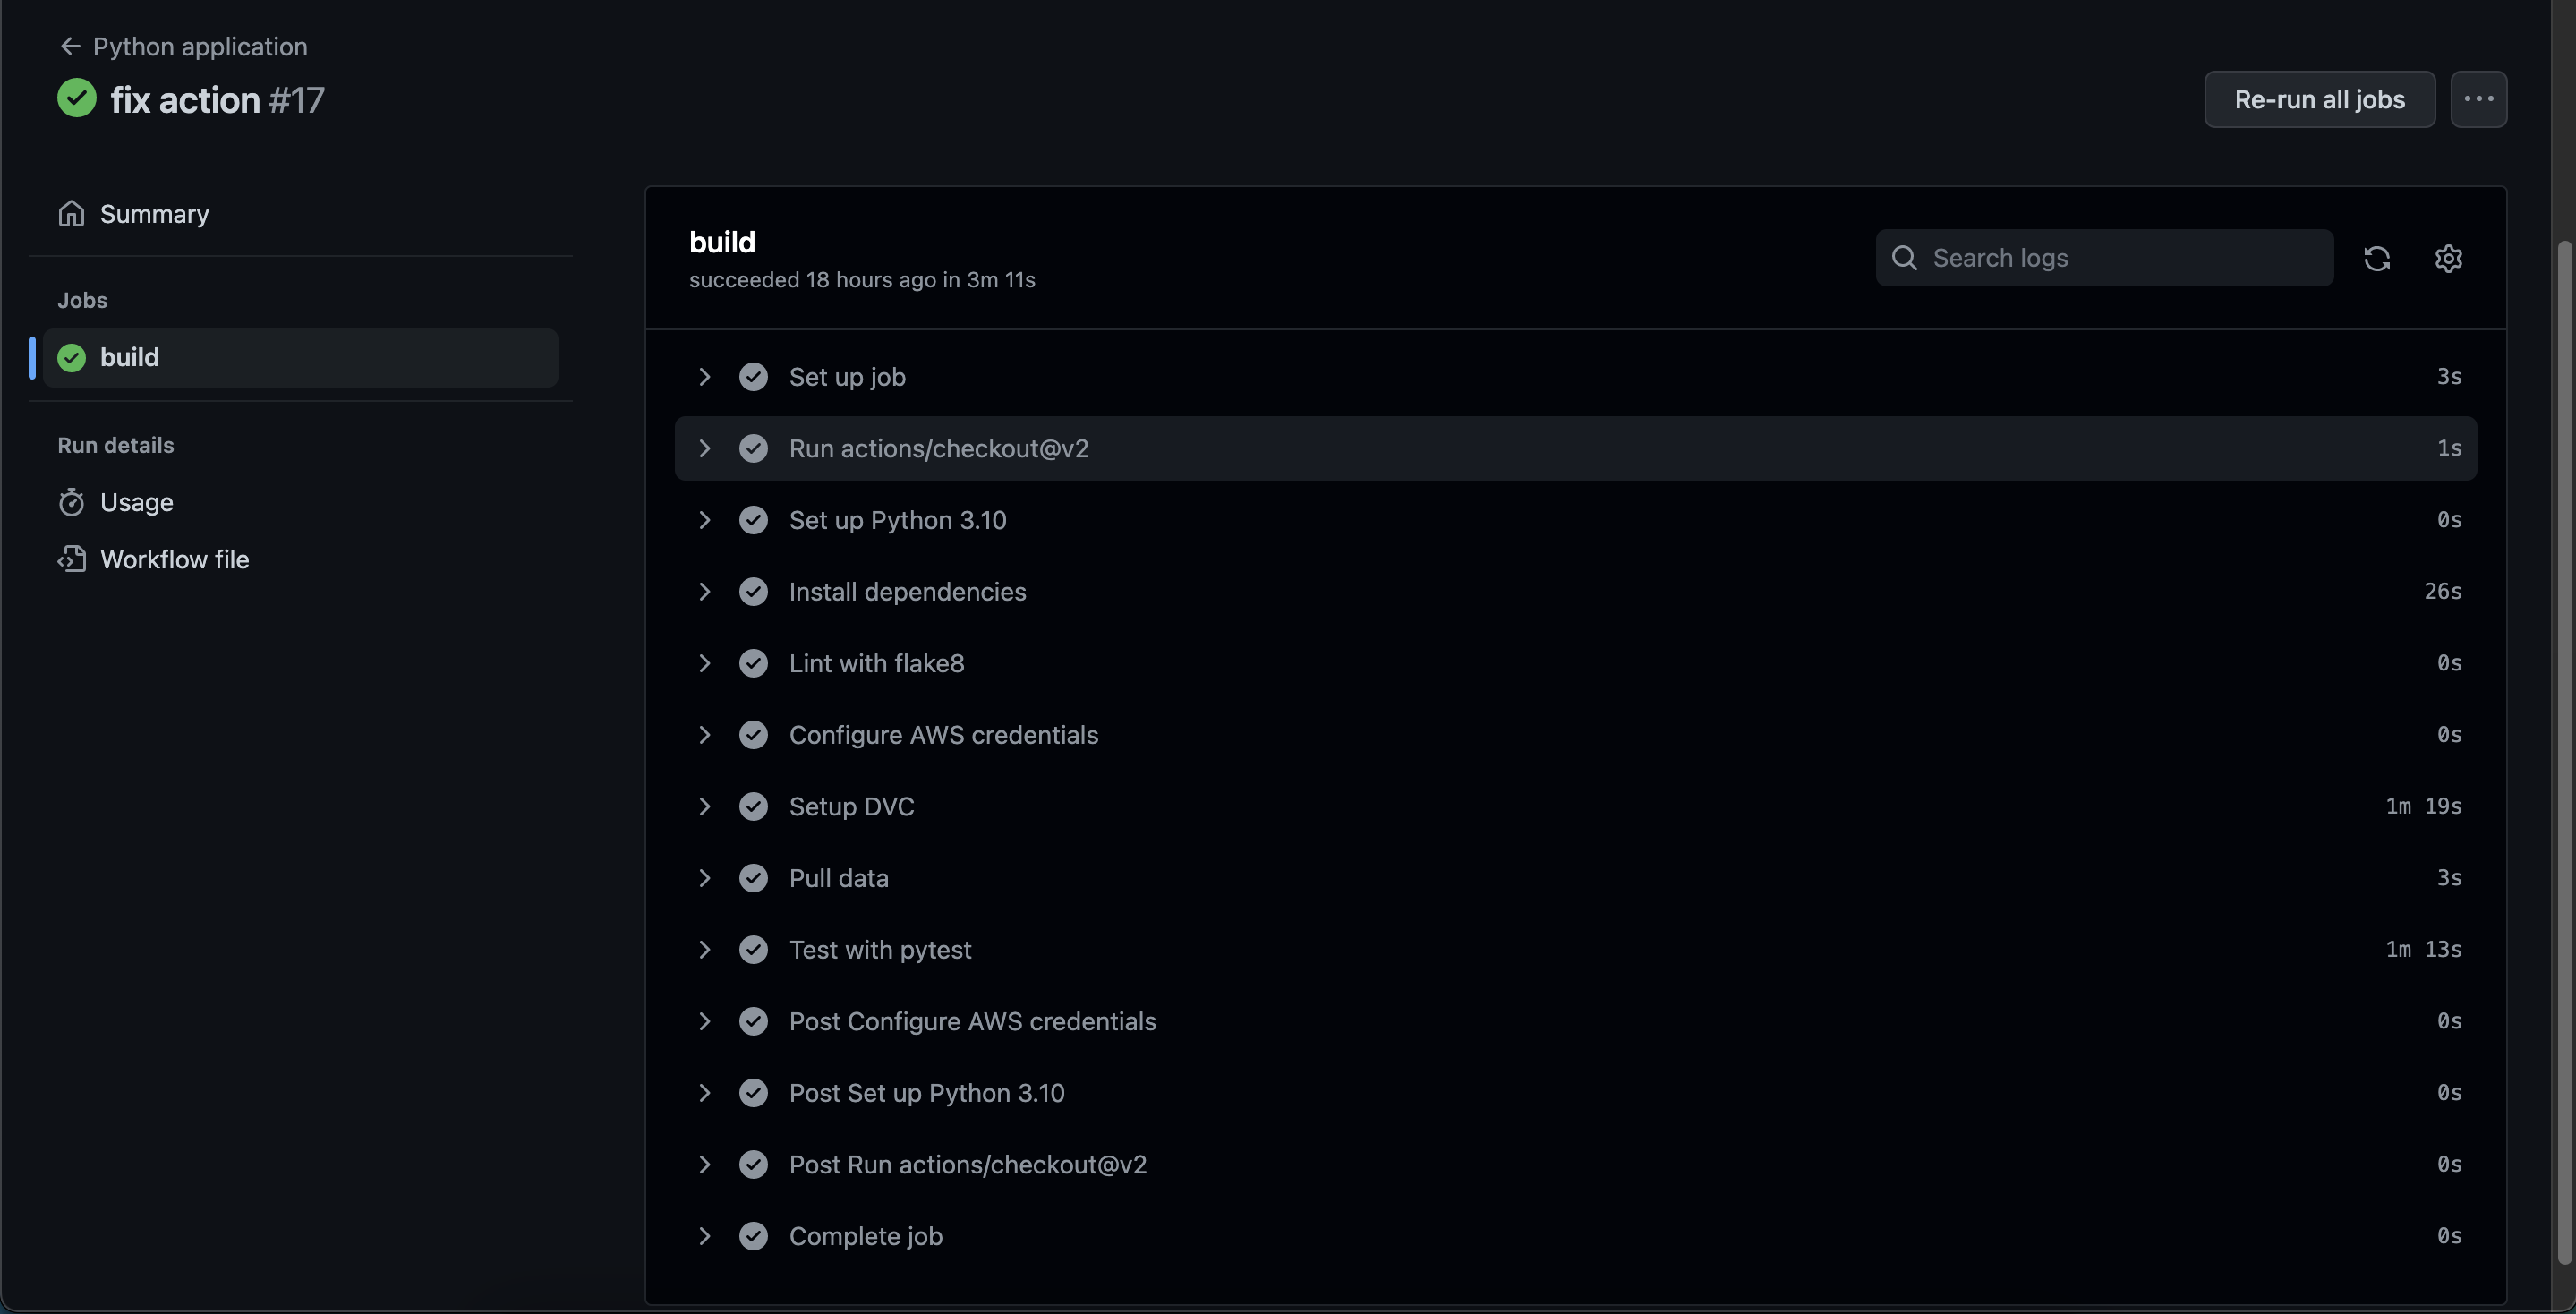 Python application
fix action #17
Re-run all jobs
Summary
Jobs
build
Run details
Usage
Workflow file
build
succeeded 18 hours ago in 3m 11s
Search logs
Set up job 3s
Run actions/checkout@v2 1s
Set up Python 3.10 0s
Install dependencies 26s
Lint with flake8 0s
Configure AWS credentials 0s
Setup DVC 1m 19s
Pull data 3s
Test with pytest 1m 13s
Post Configure AWS credentials 0s
Post Set up Python 3.10 0s
Post Run actions/checkout@v2 0s
Complete job 0s